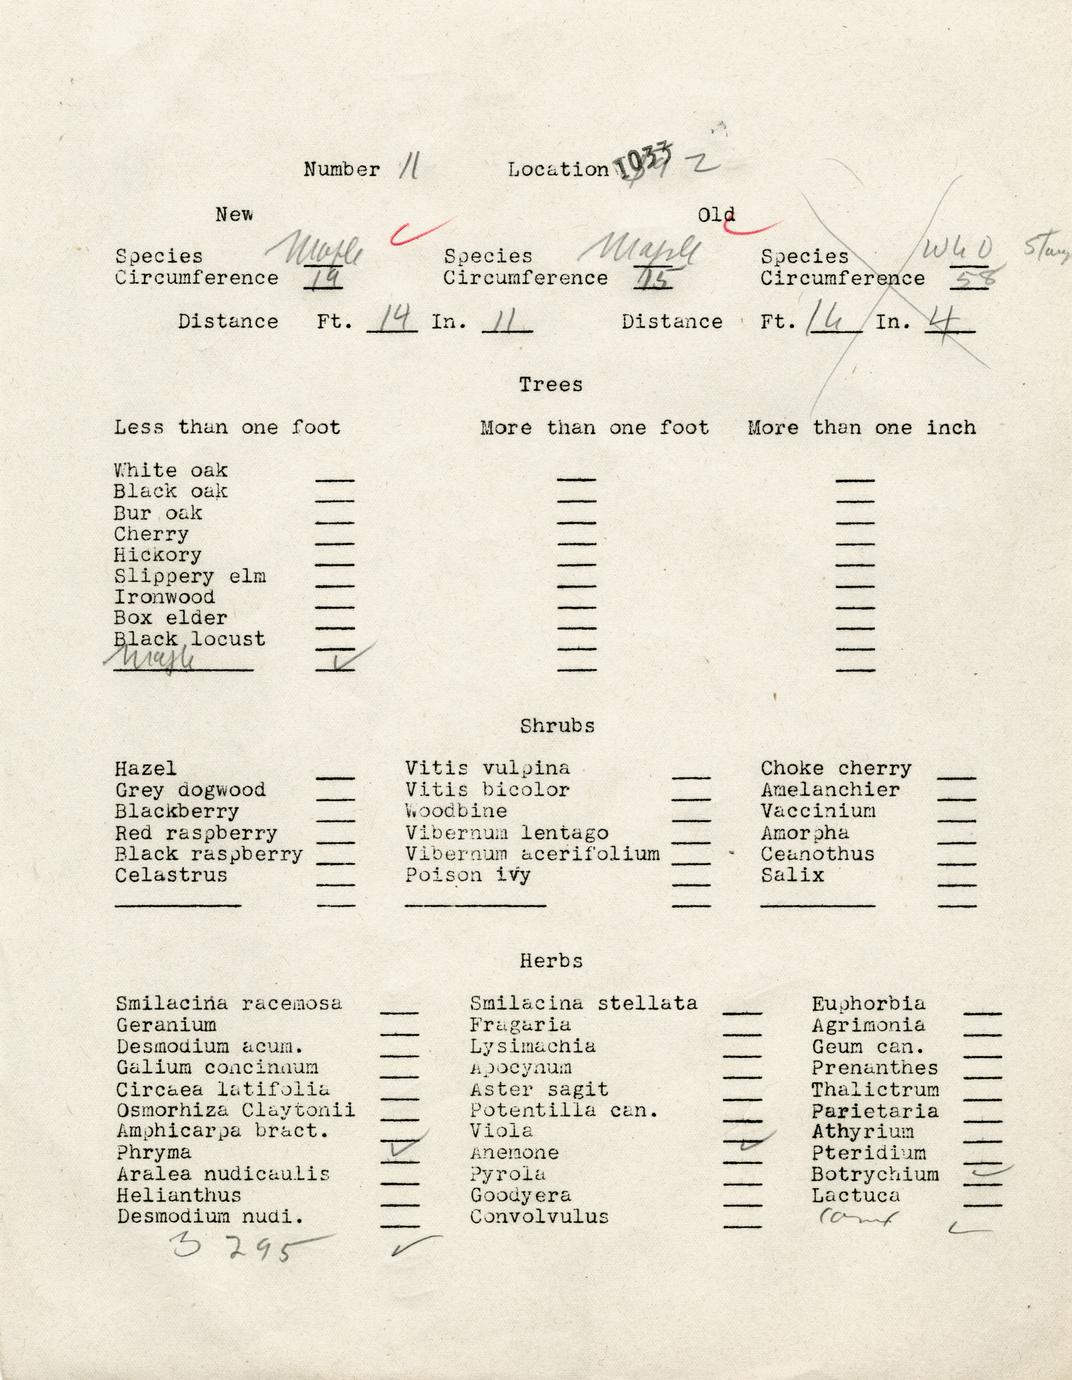 Number 11 Location 1033 2
New Old
Species Maple Species Maple Species Wh O
Circumference 19 Circumference 15 Circumference 58
Distance Ft. 14 In. 11 Distance Ft. 16 In. 4
Trees
Less than one foot More than one foot More than one inch
White oak
Black oak
Bur oak
Cherry
Hickory
Slippery elm
Ironwood
Box elder
Black locust
Maple ✓
Shrubs
Hazel Vitis vulpina Choke cherry
Grey dogwood Vitis bicolor Amelanchier
Blackberry Woodbine Vaccinium
Red raspberry Vibernum lentago Amorpha
Black raspberry Vibernum acerifolium Ceanothus
Celastrus Poison ivy Salix
Herbs
Smilacina racemosa Smilacina stellata Euphorbia
Geranium Fragaria Agrimonia
Desmodium acum. Lysimachia Geum can.
Galium concinnum Apocynum Prenanthes
Circaea latifolia Aster sagit Thalictrum
Osmorhiza Claytonii Potentilla can. Parietaria
Amphicarpa bract. Viola Athyrium
Phryma ✓ Anemone ✓ Pteridium
Aralea nudicaulis Pyrola Botrychium ✓
Helianthus Goodyera Lactuca
Desmodium nudi. Convolvulus
3 295 ✓